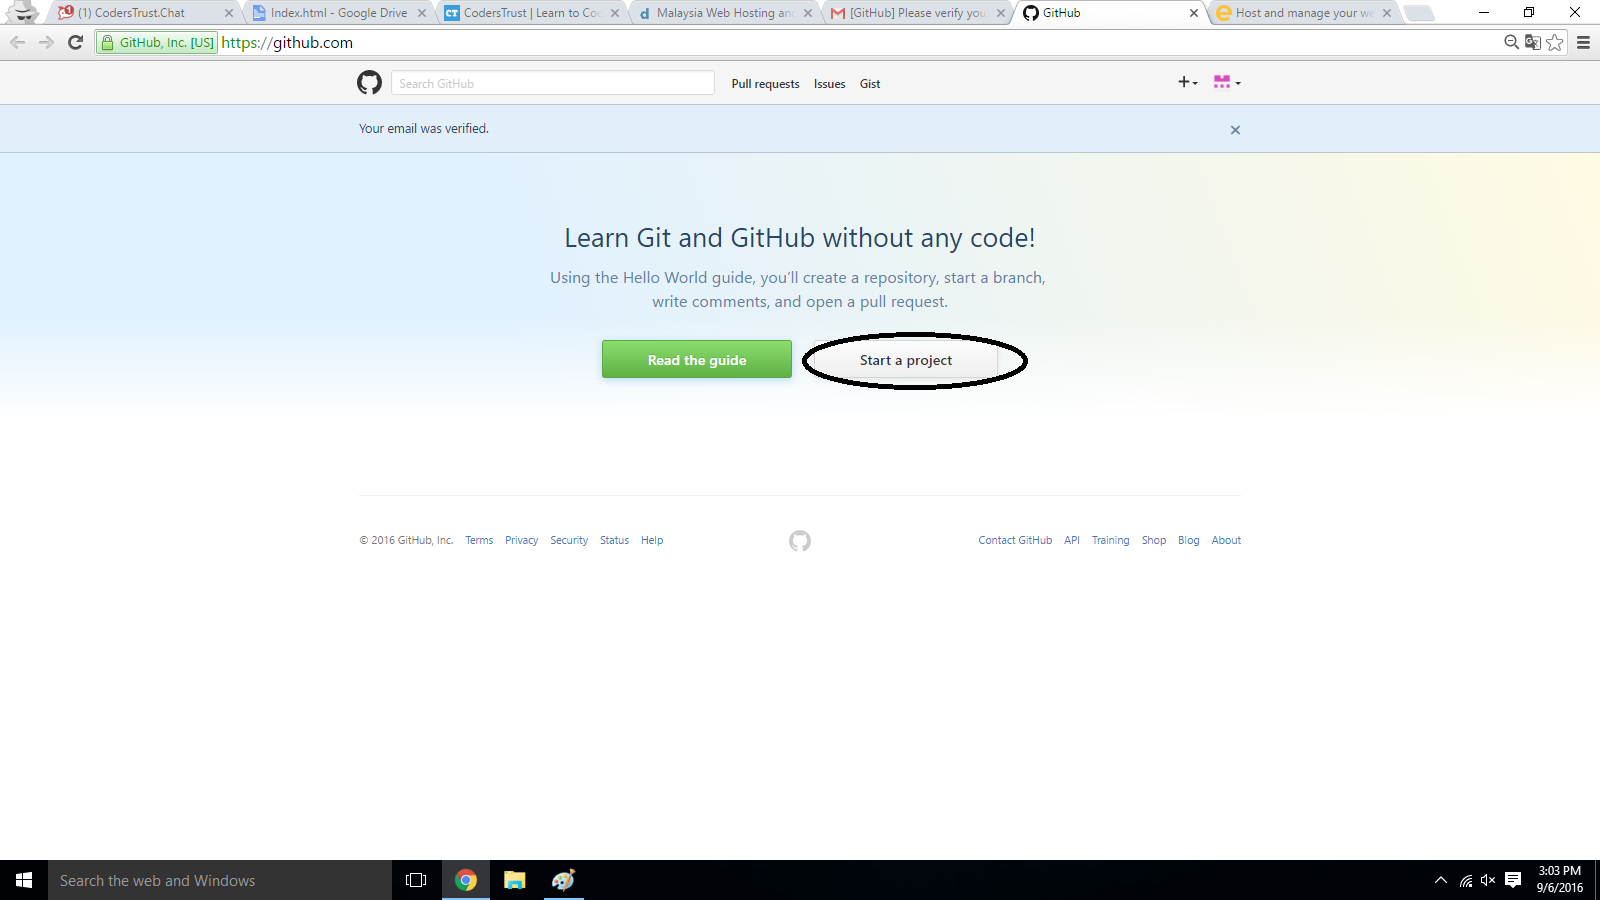 (1) CodersTrust.Chat
Index.html - Google Drive
CT CodersTrust | Learn to Co
d Malaysia Web Hosting an
[GitHub] Please verify you
GitHub
Host and manage your we
GitHub, Inc. [US] https://github.com
Search GitHub
Pull requests
Issues
Gist
Your email was verified.
Learn Git and GitHub without any code!
Using the Hello World guide, you'll create a repository, start a branch,
write comments, and open a pull request.
Read the guide
Start a project
© 2016 GitHub, Inc. Terms Privacy Security Status Help
Contact GitHub API Training Shop Blog About
Search the web and Windows
3:03 PM
9/6/2016